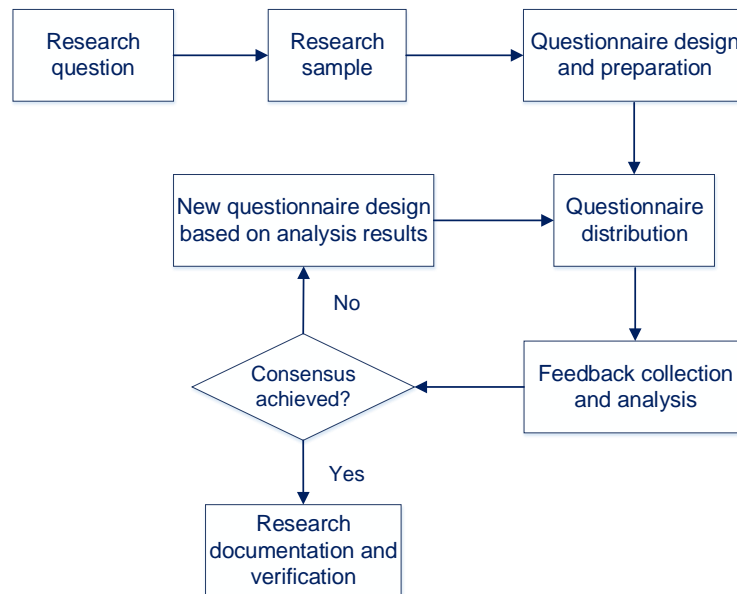 Research
question
Research
sample
Questionnaire design
and preparation
New questionnaire design
based on analysis results
Questionnaire
distribution
No
Consensus
achieved?
Feedback collection
and analysis
Yes
Research
documentation and
verification